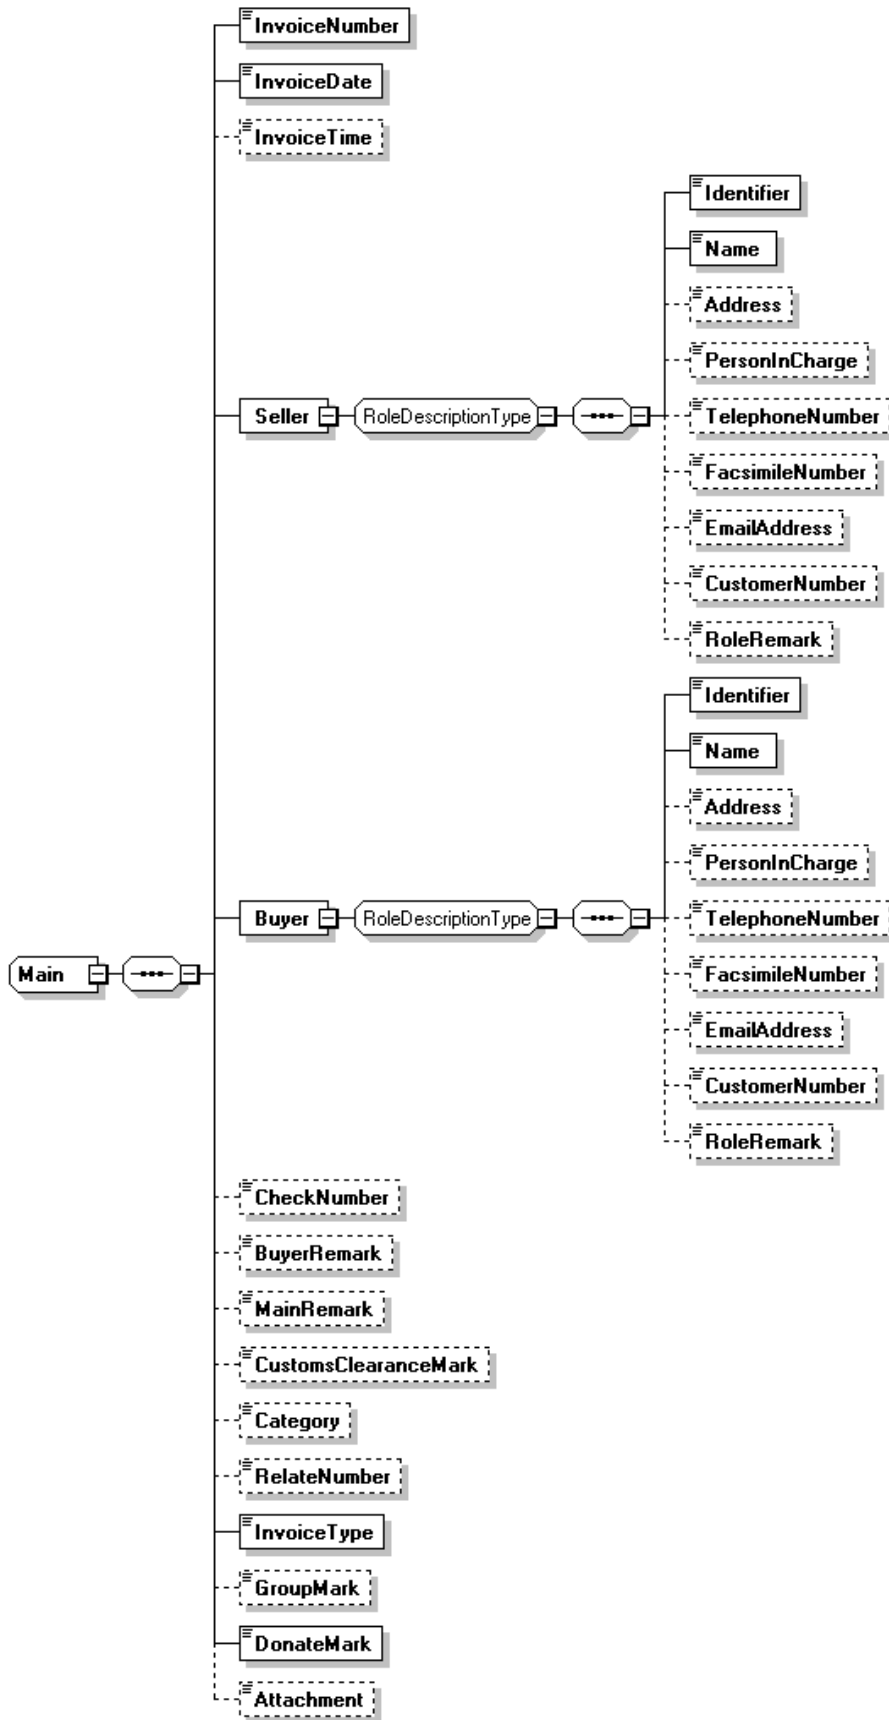 InvoiceNumber
InvoiceDate
InvoiceTime
Identifier
Name
Address
PersonInCharge
Seller RoleDescriptionType TelephoneNumber
FacsimileNumber
EmailAddress
CustomerNumber
RoleRemark
Identifier
Name
Address
PersonInCharge
Buyer RoleDescriptionType TelephoneNumber
Main FacsimileNumber
EmailAddress
CustomerNumber
RoleRemark
CheckNumber
BuyerRemark
MainRemark
CustomsClearanceMark
Category
RelateNumber
InvoiceType
GroupMark
DonateMark
Attachment